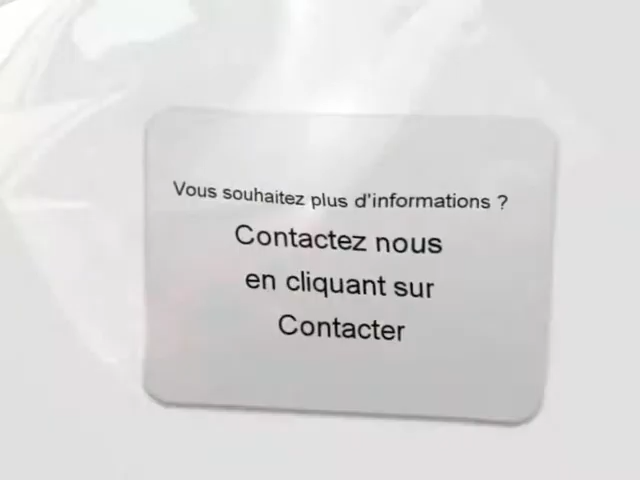 Vous souhaitez plus d'informations ?
Contactez nous
en cliquant sur
Contacter